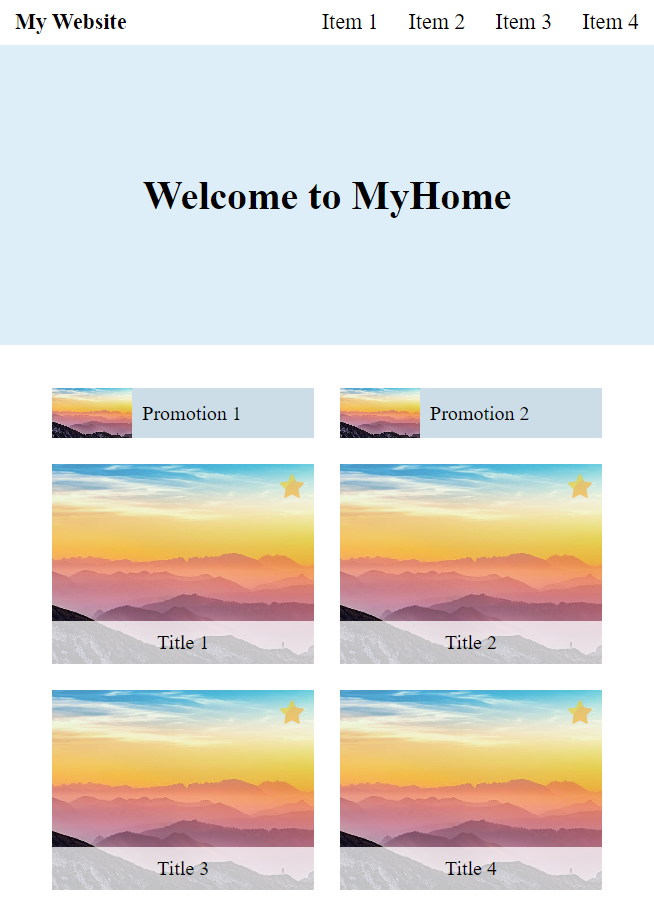 My Website Item 1 Item 2 Item 3 Item 4
Welcome to MyHome
Promotion 1 Promotion 2
Title 1 Title 2
Title 3 Title 4